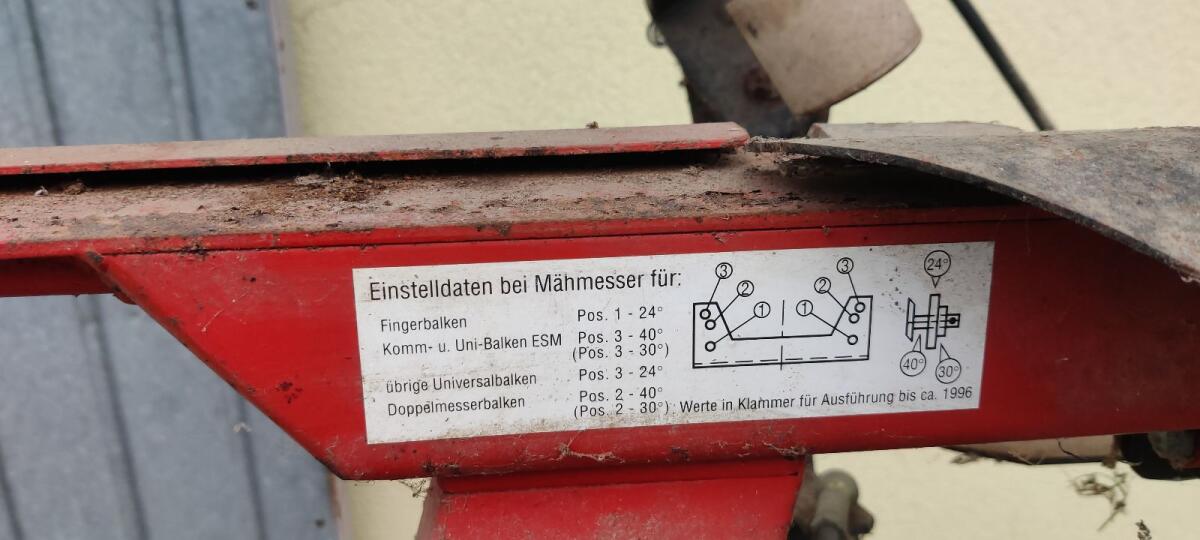 Einstelldaten bei Mähmesser für:
Fingerbalken Pos. 1 - 24°
Komm- u. Uni-Balken ESM Pos. 3 - 40°
(Pos. 3 - 30°)
übrige Universalbalken Pos. 3 - 24°
Doppelmesserbalken Pos. 2 - 40°
(Pos. 2 - 30°) Werte in Klammer für Ausführung bis ca. 1996
3 3 24°
2 2
1 1
40° 30°